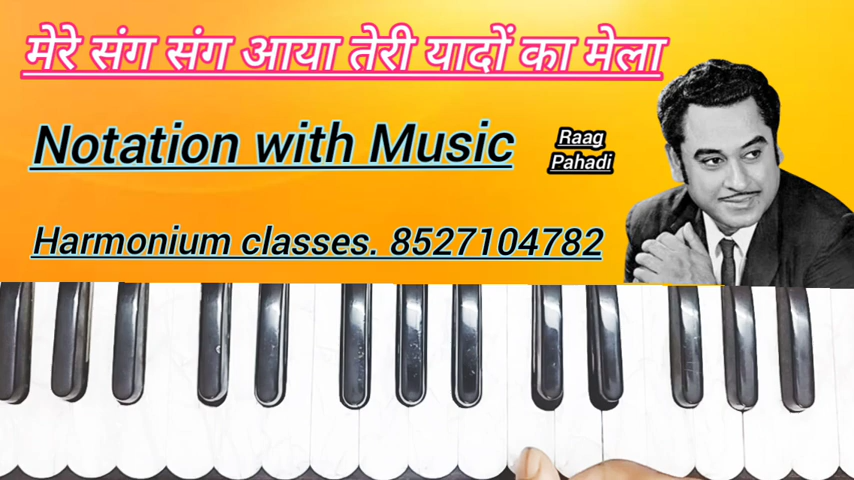 मेरे संग संग आया तेरी यादों का मेला
Notation with Music
Raag
Pahadi
Harmonium classes. 8527104782